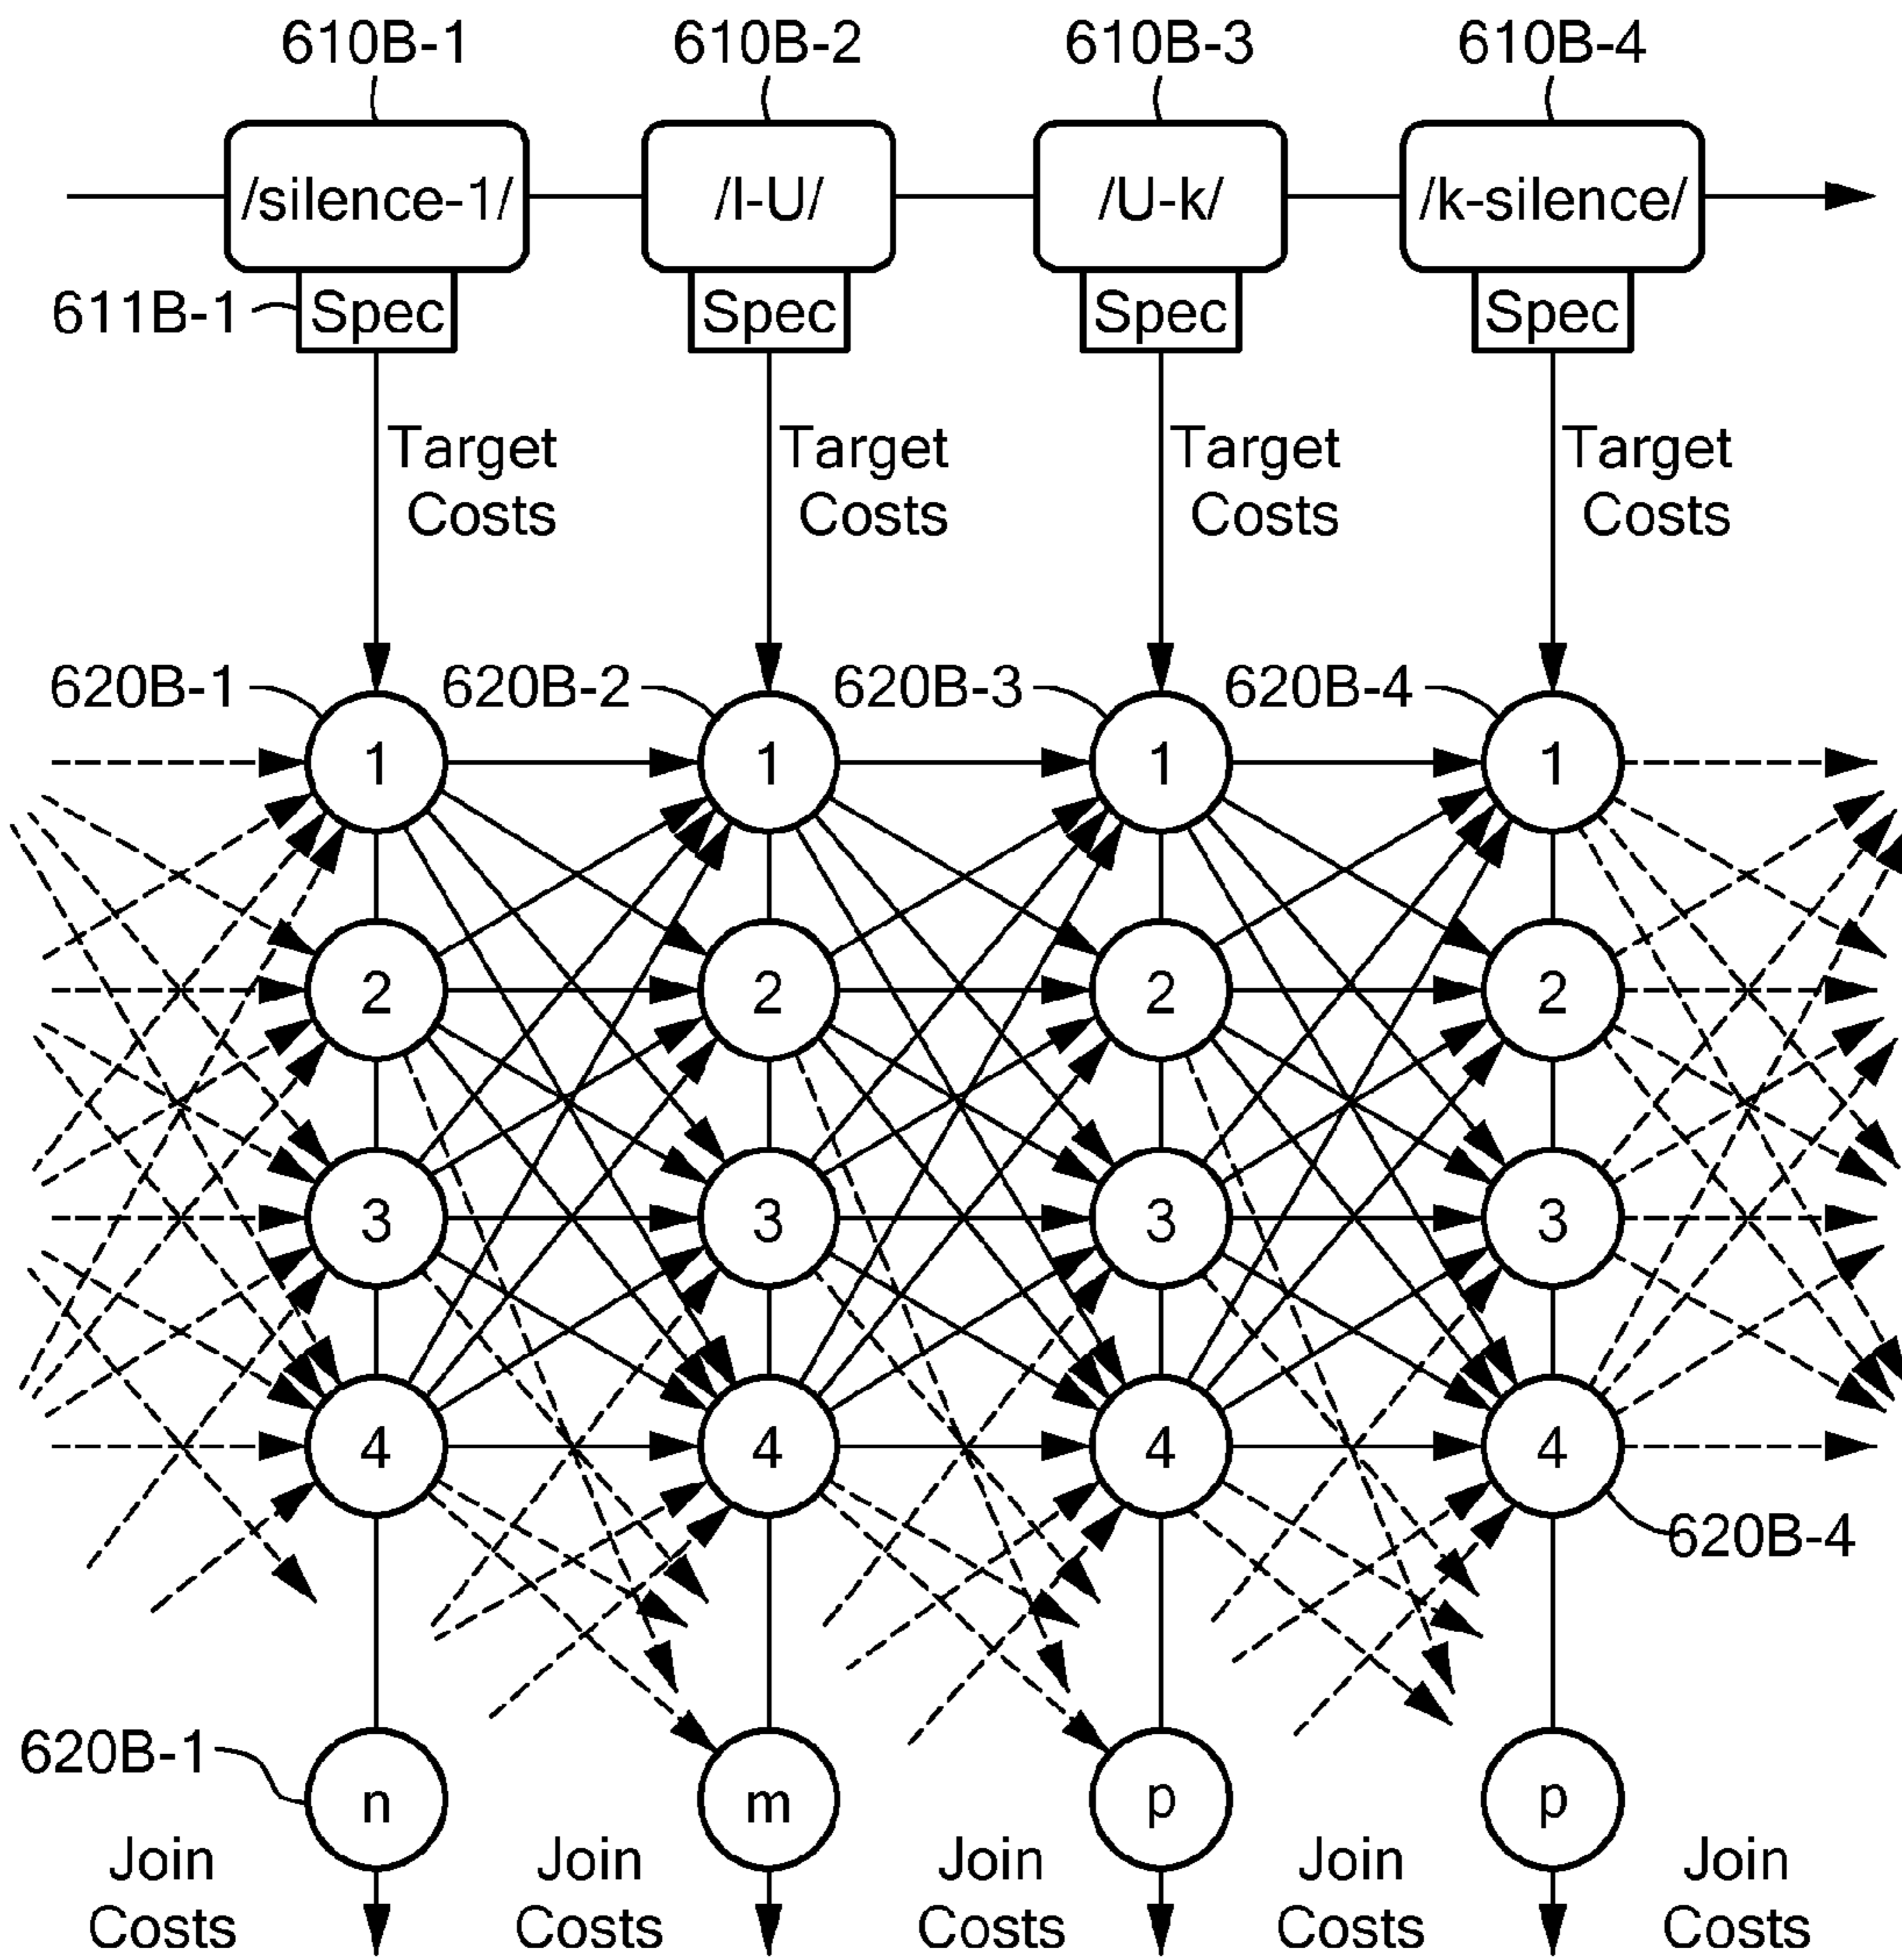 610B-1 610B-2 610B-3 610B-4
/silence-1/ /I-U/ /U-k/ /k-silence/
611B-1 Spec Spec Spec Spec
Target Target Target Target
Costs Costs Costs Costs
620B-1 620B-2 620B-3 620B-4
1 1 1 1
2 2 2 2
3 3 3 3
4 4 4 4
620B-4
620B-1
n m p p
Join Join Join Join Join
Costs Costs Costs Costs Costs